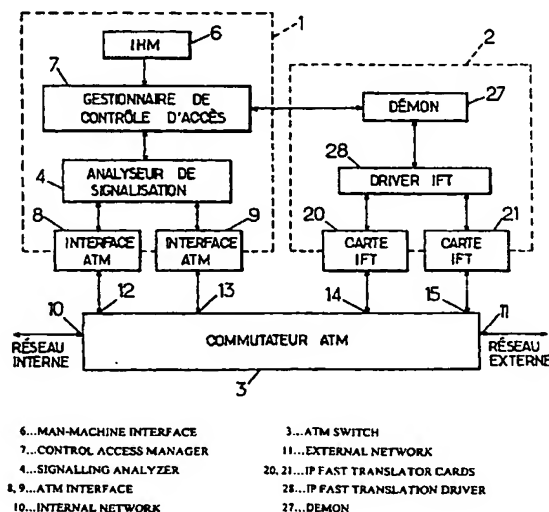 1
6
IHM
2
7
GESTIONNAIRE DE
CONTRÔLE D'ACCÈS
27
DÉMON
28
4
ANALYSEUR DE
SIGNALISATION
DRIVER IFT
8
9
20
21
INTERFACE
ATM
INTERFACE
ATM
CARTE
IFT
CARTE
IFT
10
12
13
14
15
11
RÉSEAU
INTERNE
COMMUTATEUR ATM
RÉSEAU
EXTERNE
3
6...MAN-MACHINE INTERFACE
7...CONTROL ACCESS MANAGER
4...SIGNALLING ANALYZER
8, 9...ATM INTERFACE
10...INTERNAL NETWORK
3...ATM SWITCH
11...EXTERNAL NETWORK
20, 21...IP FAST TRANSLATOR CARDS
28...IP FAST TRANSLATION DRIVER
27...DEMON